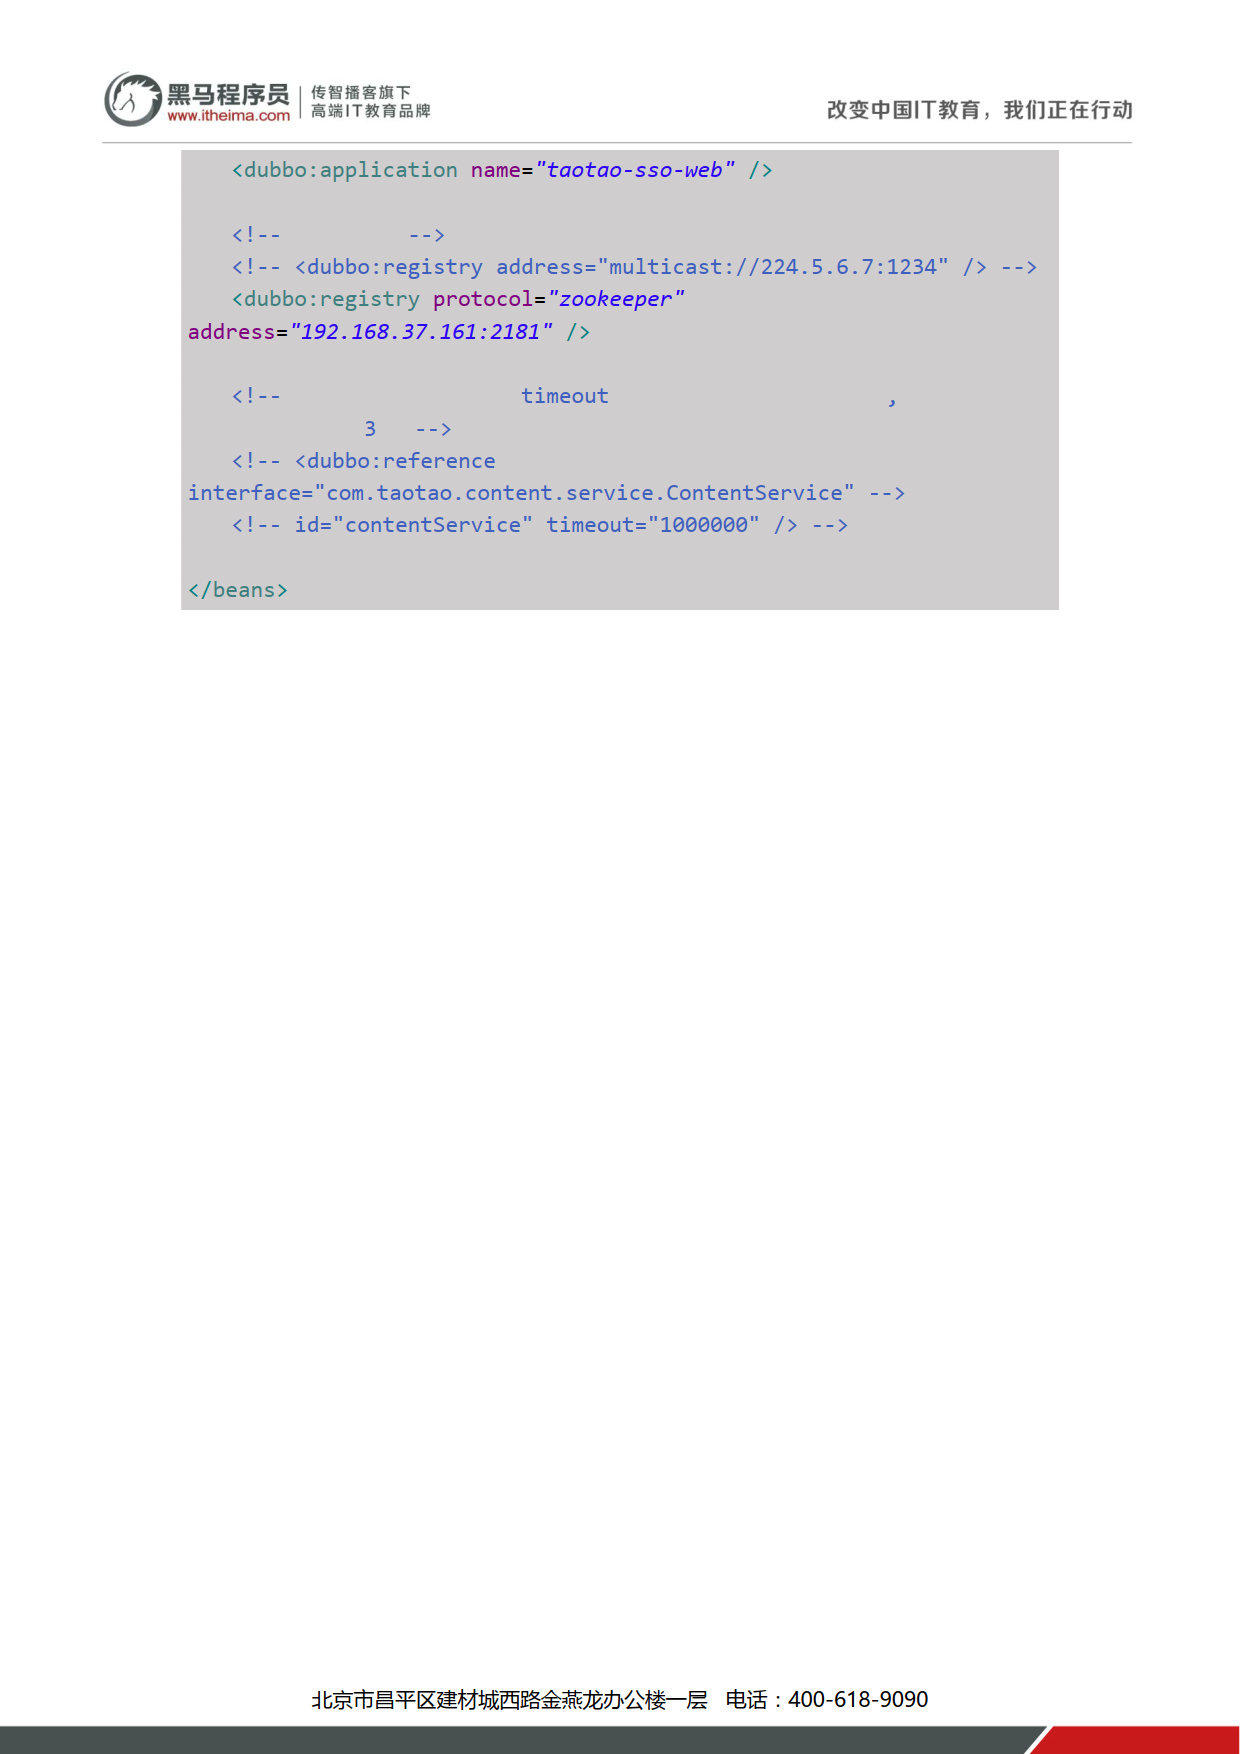 黑马程序员
www.itheima.com
传智播客旗下
高端IT教育品牌
改变中国IT教育，我们正在行动
<dubbo:application name="taotao-sso-web" />
<!-- -->
<!-- <dubbo:registry address="multicast://224.5.6.7:1234" /> -->
<dubbo:registry protocol="zookeeper"
address="192.168.37.161:2181" />
<!-- timeout ,
3 -->
<!-- <dubbo:reference
interface="com.taotao.content.service.ContentService" -->
<!-- id="contentService" timeout="1000000" /> -->
</beans>
北京市昌平区建材城西路金燕龙办公楼一层 电话：400-618-9090